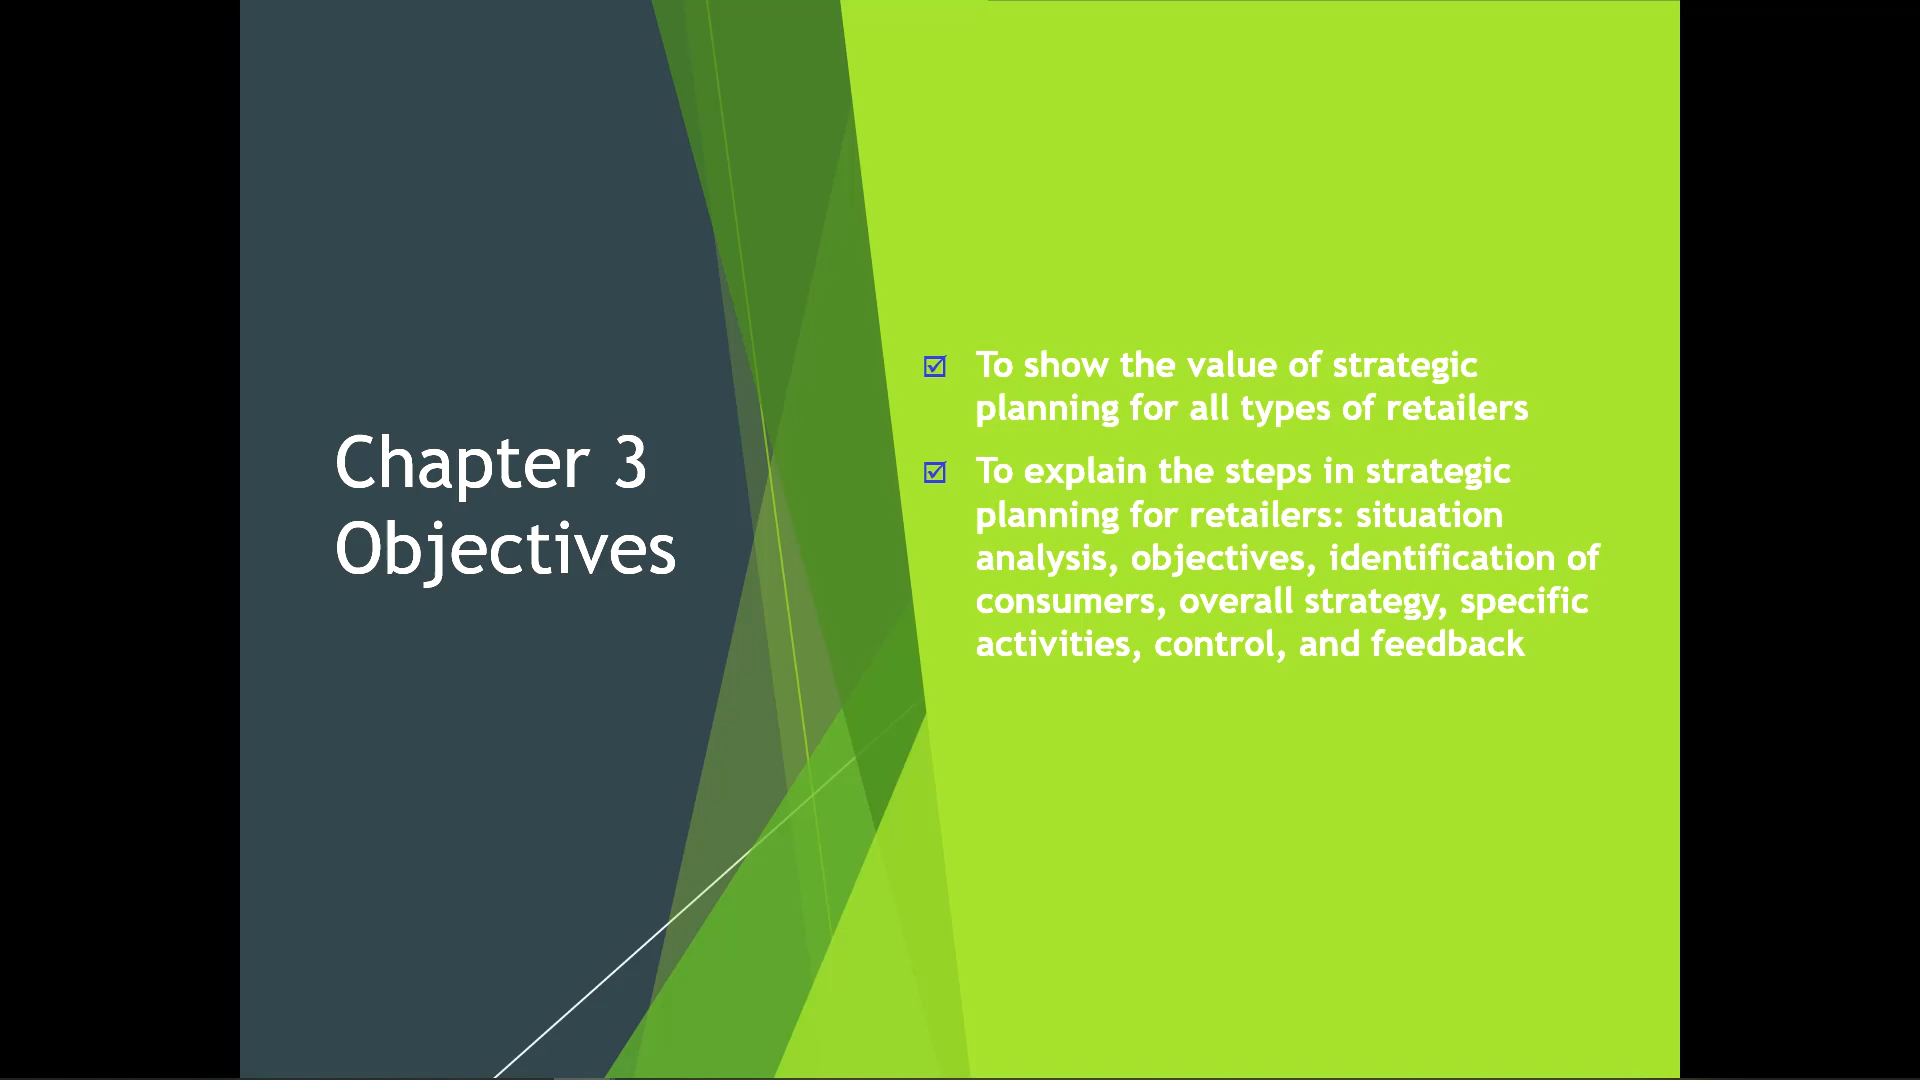 Chapter 3
Objectives
To show the value of strategic
planning for all types of retailers
To explain the steps in strategic
planning for retailers: situation
analysis, objectives, identification of
consumers, overall strategy, specific
activities, control, and feedback